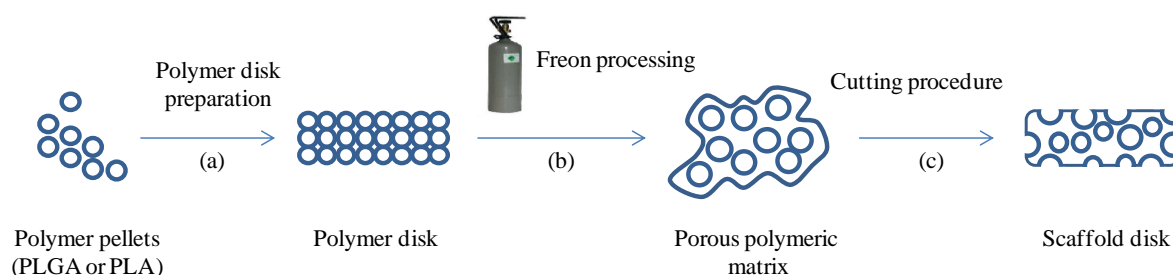 Polymer disk
preparation
(a)
Freon processing
(b)
Cutting procedure
(c)
Polymer pellets
(PLGA or PLA)
Polymer disk
Porous polymeric
matrix
Scaffold disk